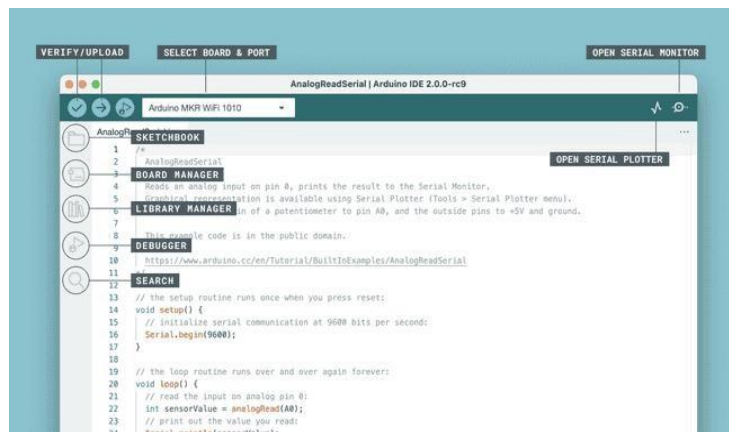 VERIFY/UPLOAD
SELECT BOARD & PORT
OPEN SERIAL MONITOR
AnalogReadSerial | Arduino IDE 2.0.0-rc9
Arduino MKR WiFi 1010
OPEN SERIAL PLOTTER
SKETCHBOOK
BOARD MANAGER
LIBRARY MANAGER
DEBUGGER
SEARCH
1 /*
2 AnalogReadSerial
3
4 Reads an analog input on pin 0, prints the result to the Serial Monitor.
5 Graphical representation is available using Serial Plotter (Tools > Serial Plotter menu).
6 of a potentiometer to pin A0, and the outside pins to +5V and ground.
7
8 This example code is in the public domain.
9
10 https://www.arduino.cc/en/Tutorial/BuiltInExamples/AnalogReadSerial
11
12
13 // the setup routine runs once when you press reset:
14 void setup() {
15 // initialize serial communication at 9600 bits per second:
16 Serial.begin(9600);
17 }
18
19 // the loop routine runs over and over again forever:
20 void loop() {
21 // read the input on analog pin 0:
22 int sensorValue = analogRead(A0);
23 // print out the value you read: